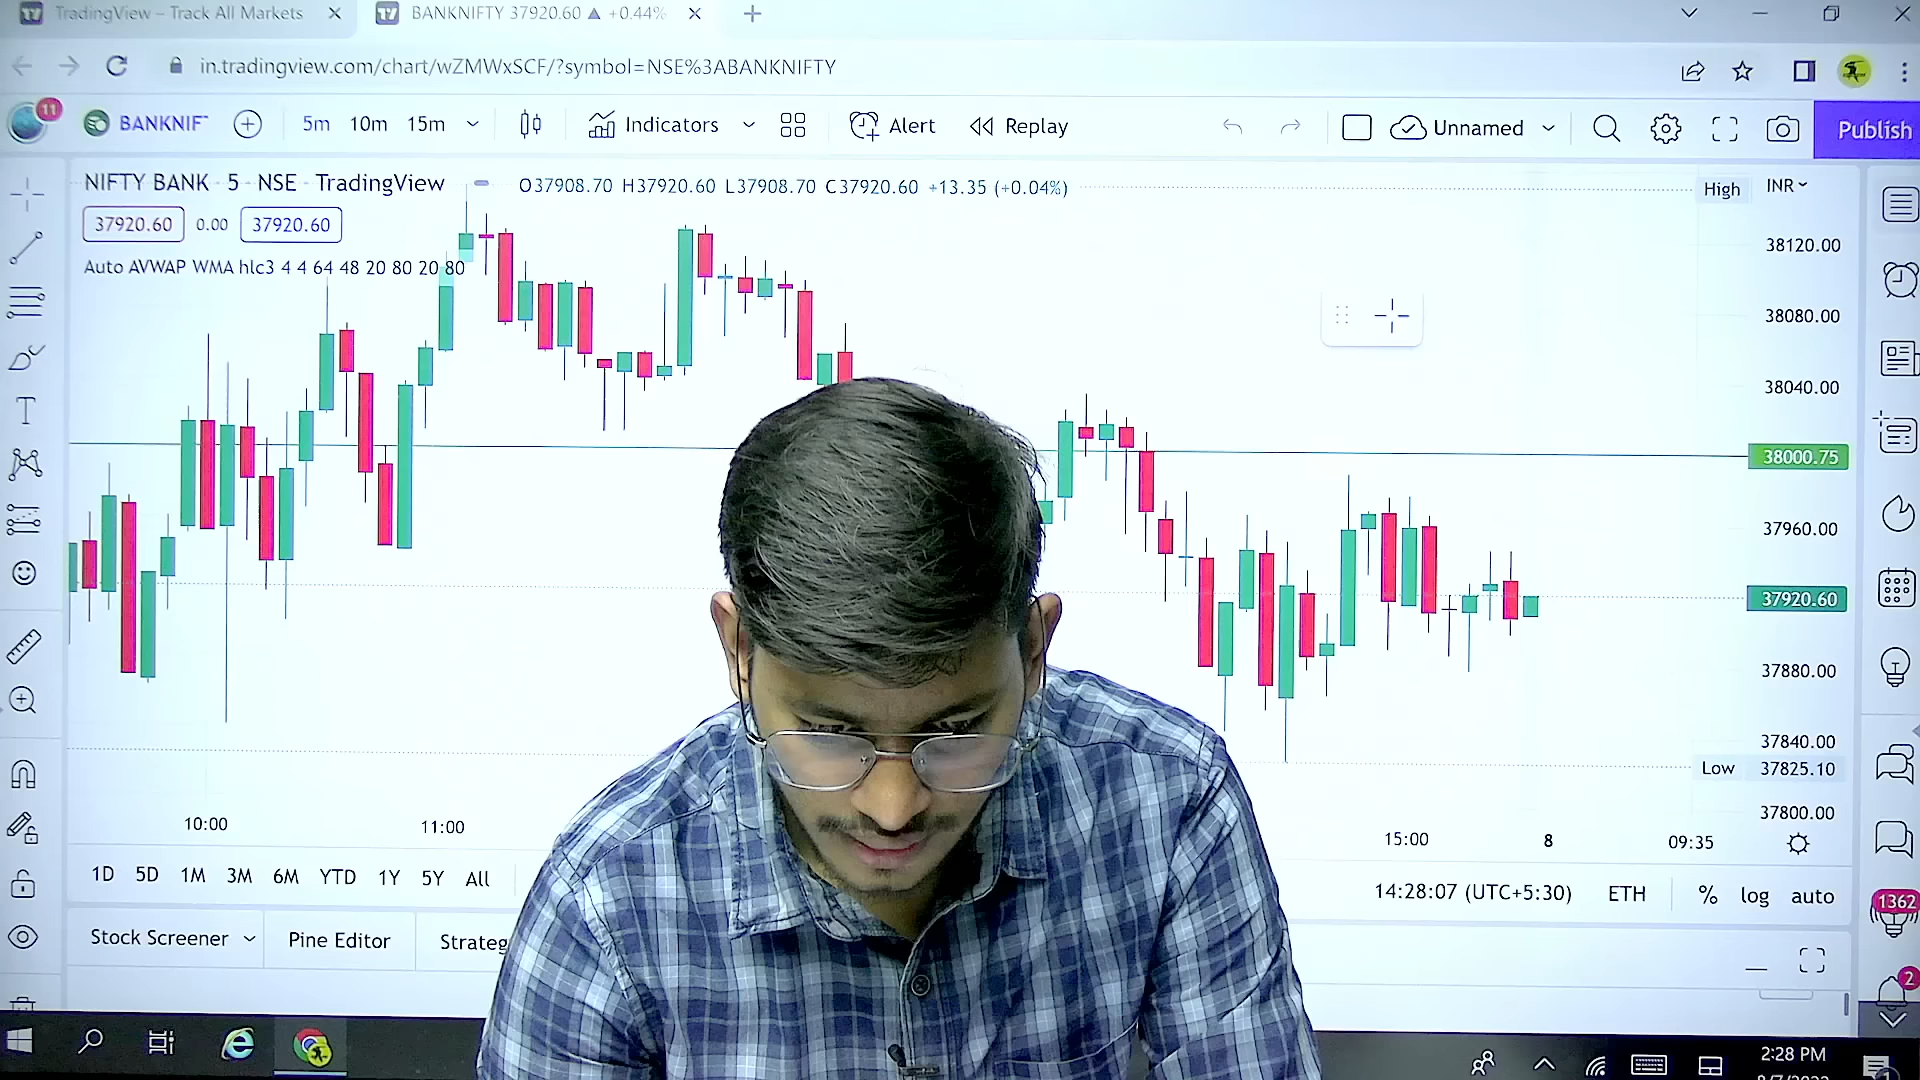 TradingView – Track All Markets
BANKNIFTY 37920.60 ▲ +0.44%
in.tradingview.com/chart/wZMWxSCF/?symbol=NSE%3ABANKNIFTY
11
BANKNIF
5m 10m 15m
Indicators
Alert
Replay
Unnamed
Publish
NIFTY BANK · 5 · NSE · TradingView
O37908.70 H37920.60 L37908.70 C37920.60 +13.35 (+0.04%)
High
INR
37920.60 0.00 37920.60
Auto AVWAP WMA hlc3 4 4 64 48 20 80 20 80
38120.00
38080.00
38040.00
38000.75
37960.00
37920.60
37880.00
37840.00
Low 37825.10
37800.00
10:00 11:00 15:00 8 09:35
1D 5D 1M 3M 6M YTD 1Y 5Y All
14:28:07 (UTC+5:30) ETH % log auto
1362
Stock Screener Pine Editor Strateg
2
2:28 PM